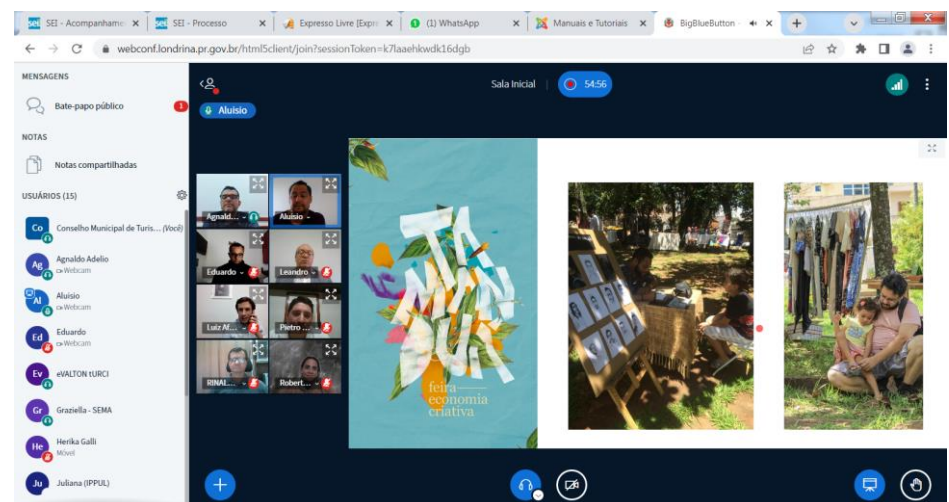 SEI - Acompanhame
SEI - Processo
Expresso Livre [Expre
(1) WhatsApp
Manuais e Tutoriais
BigBlueButton -
webconf.londrina.pr.gov.br/html5client/join?sessionToken=k7laaehkwdk16dgb
MENSAGENS
Bate-papo público
1
NOTAS
Notas compartilhadas
USUÁRIOS (15)
Co
Conselho Municipal de Turis... (Você)
Ag
Agnaldo Adelio
Webcam
Al
Aluisio
Webcam
Ed
Eduardo
Webcam
Ev
eVALTON tURCI
Gr
Graziella - SEMA
He
Herika Galli
Móvel
Ju
Juliana (IPPUL)
Sala Inicial
54:56
Aluisio
Agnald...
Aluisio
Eduardo
Leandro
Luiz Af...
Pietro ...
RINAL...
Robert...
feira
economia
criativa